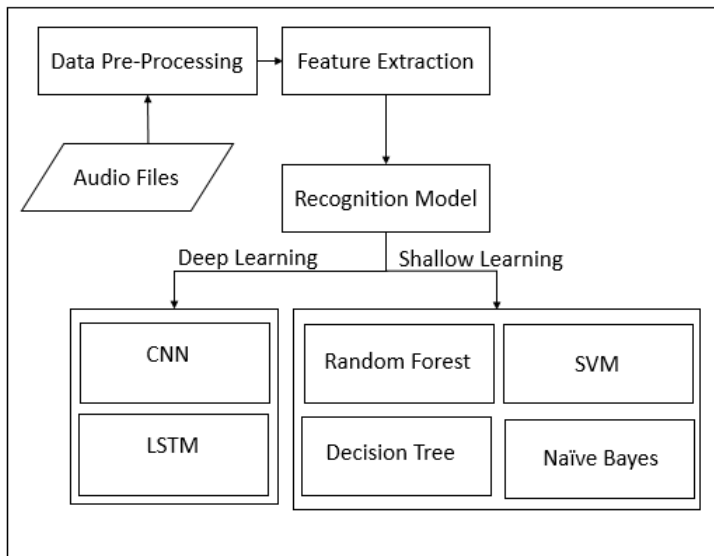 Data Pre-Processing
Feature Extraction
Audio Files
Recognition Model
Deep Learning
Shallow Learning
CNN
LSTM
Random Forest
SVM
Decision Tree
Naïve Bayes